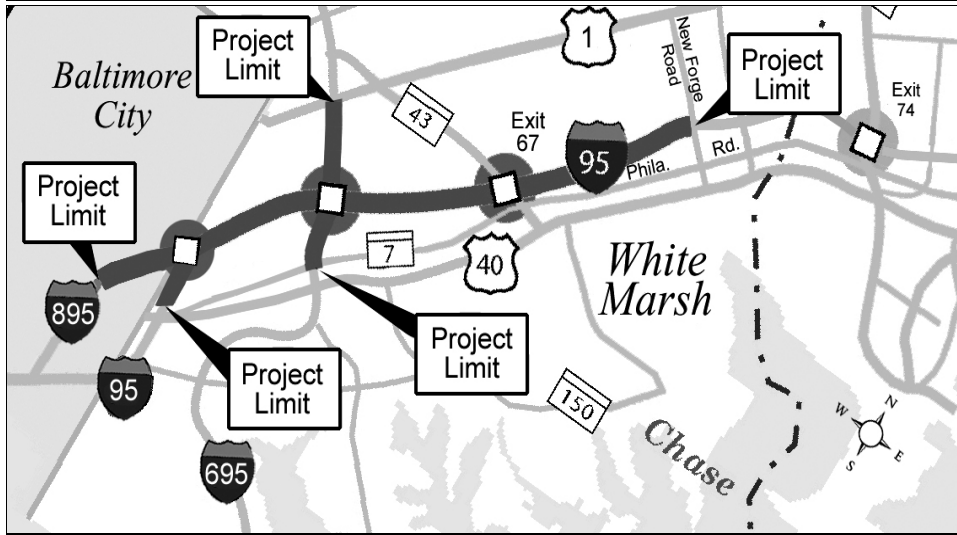 Project
Limit
1
New Forge
Road
Project
Limit
Baltimore
City
Exit
74
43
Exit
67
95
Phila.
Rd.
Project
Limit
7
40
White
Marsh
895
Project
Limit
Project
Limit
95
150
Chase
N
W
E
S
695